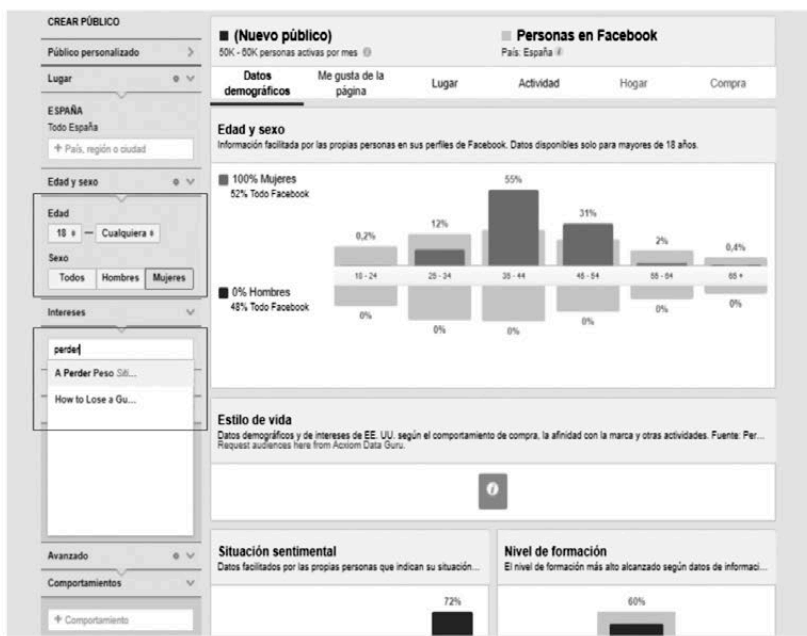 CREAR PÚBLICO
Público personalizado
Lugar
ESPAÑA
Todo España
+ País, región o ciudad
Edad y sexo
Edad
18 — Cualquiera
Sexo
Todos Hombres Mujeres
Intereses
perder
A Perder Peso Siti...
How to Lose a Gu...
Avanzado
Comportamientos
+ Comportamiento
(Nuevo público)
50K - 60K personas activas por mes
Personas en Facebook
País: España
Datos demográficos
Me gusta de la página
Lugar
Actividad
Hogar
Compra
Edad y sexo
Información facilitada por las propias personas en sus perfiles de Facebook. Datos disponibles solo para mayores de 18 años.
100% Mujeres
52% Todo Facebook
0,2% 12% 55% 31% 2% 0,4%
18 - 24 25 - 34 35 - 44 45 - 54 55 - 64 65 +
0% Hombres
48% Todo Facebook
0% 0% 0% 0% 0% 0%
Estilo de vida
Datos demográficos y de intereses de EE. UU. según el comportamiento de compra, la afinidad con la marca y otras actividades. Fuente: Per...
Request audiences here from Acxiom Data Guru.
Situación sentimental
Datos facilitados por las propias personas que indican su situación...
72%
Nivel de formación
El nivel de formación más alto alcanzado según datos de informaci...
60%